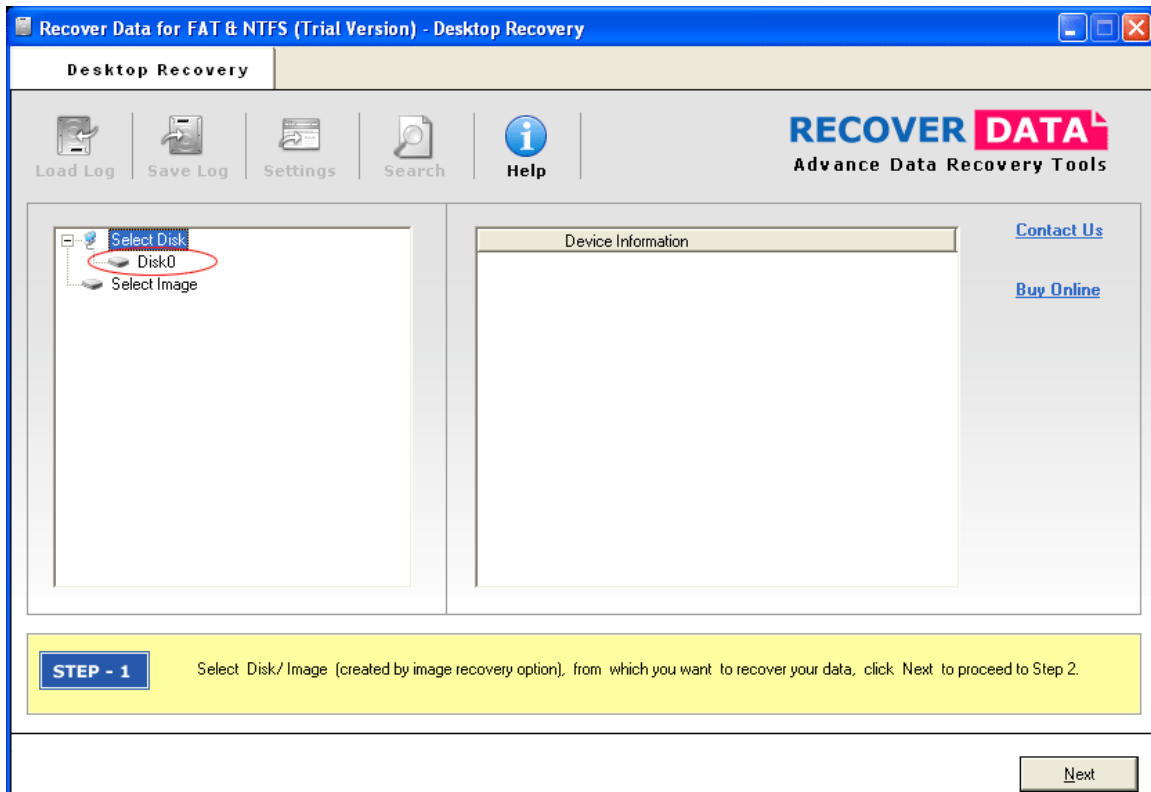 Recover Data for FAT & NTFS (Trial Version) - Desktop Recovery
Desktop Recovery
Load Log
Save Log
Settings
Search
Help
RECOVER DATA
Advance Data Recovery Tools
Select Disk
Disk0
Select Image
Device Information
Contact Us
Buy Online
STEP - 1
Select Disk/ Image (created by image recovery option), from which you want to recover your data, click Next to proceed to Step 2.
Next